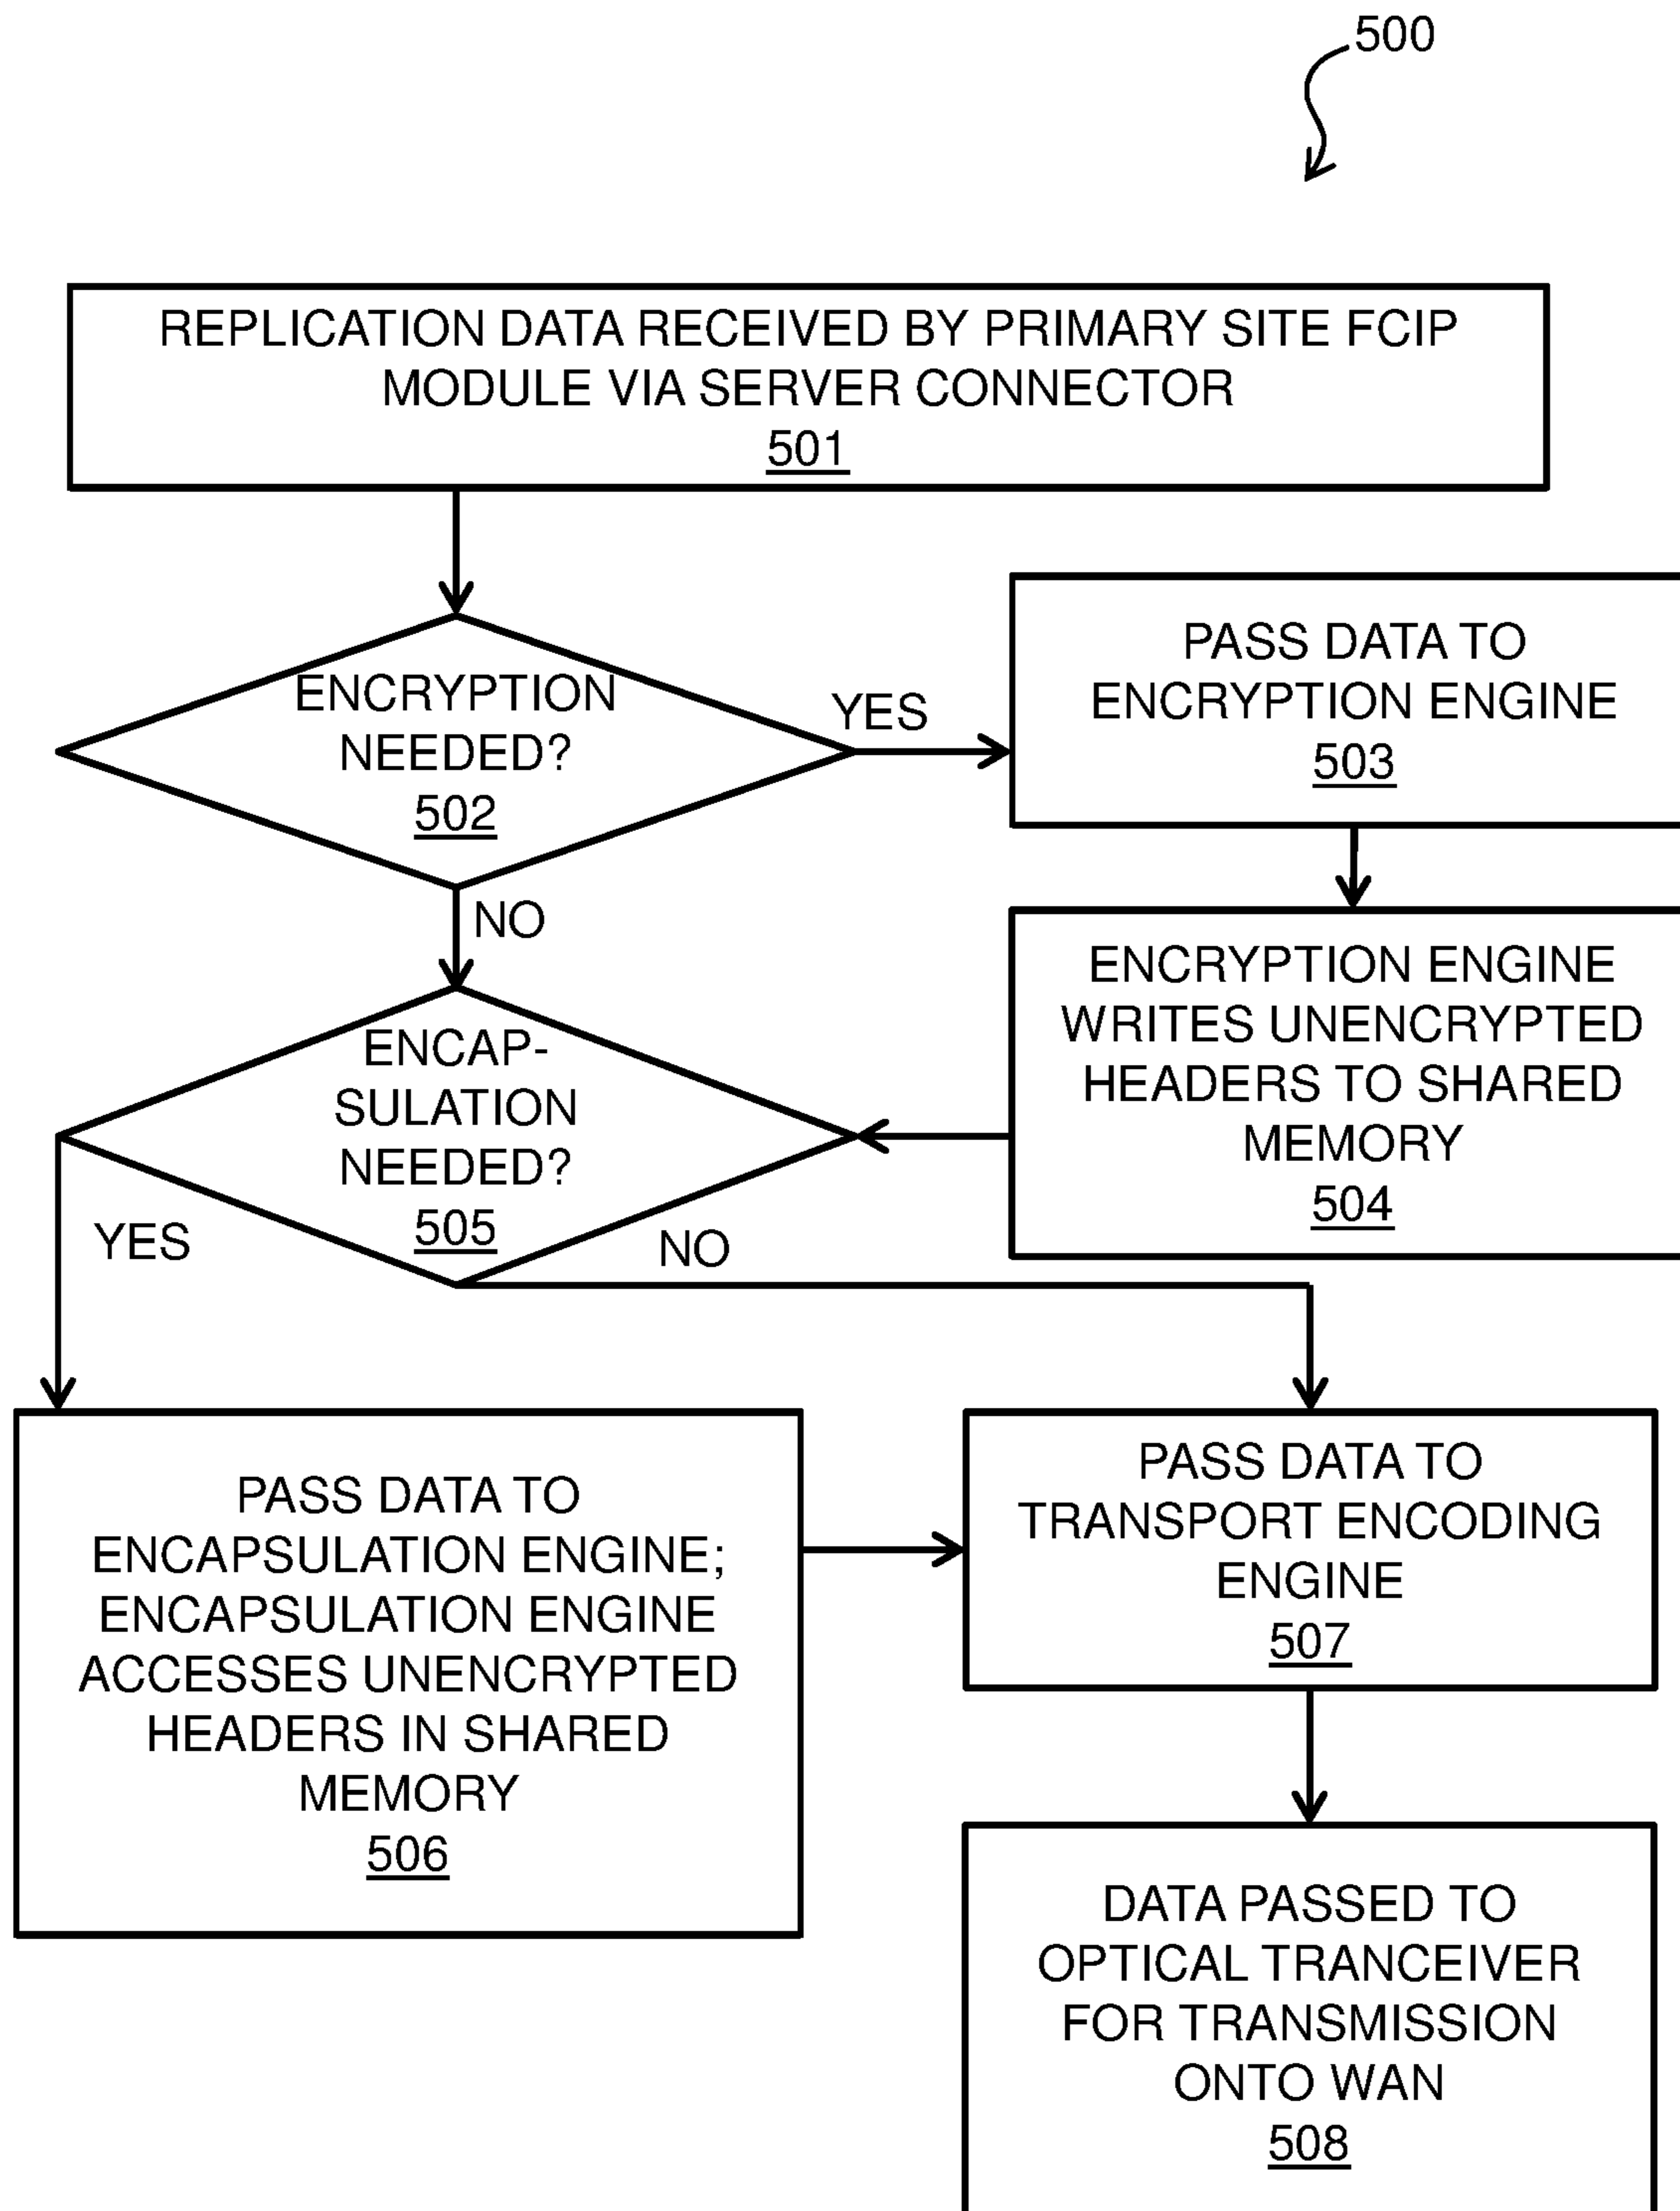 500
REPLICATION DATA RECEIVED BY PRIMARY SITE FCIP
MODULE VIA SERVER CONNECTOR
501
ENCRYPTION
NEEDED?
502
YES
NO
PASS DATA TO
ENCRYPTION ENGINE
503
ENCRYPTION ENGINE
WRITES UNENCRYPTED
HEADERS TO SHARED
MEMORY
504
ENCAP-
SULATION
NEEDED?
505
YES
NO
PASS DATA TO
ENCAPSULATION ENGINE;
ENCAPSULATION ENGINE
ACCESSES UNENCRYPTED
HEADERS IN SHARED
MEMORY
506
PASS DATA TO
TRANSPORT ENCODING
ENGINE
507
DATA PASSED TO
OPTICAL TRANCEIVER
FOR TRANSMISSION
ONTO WAN
508